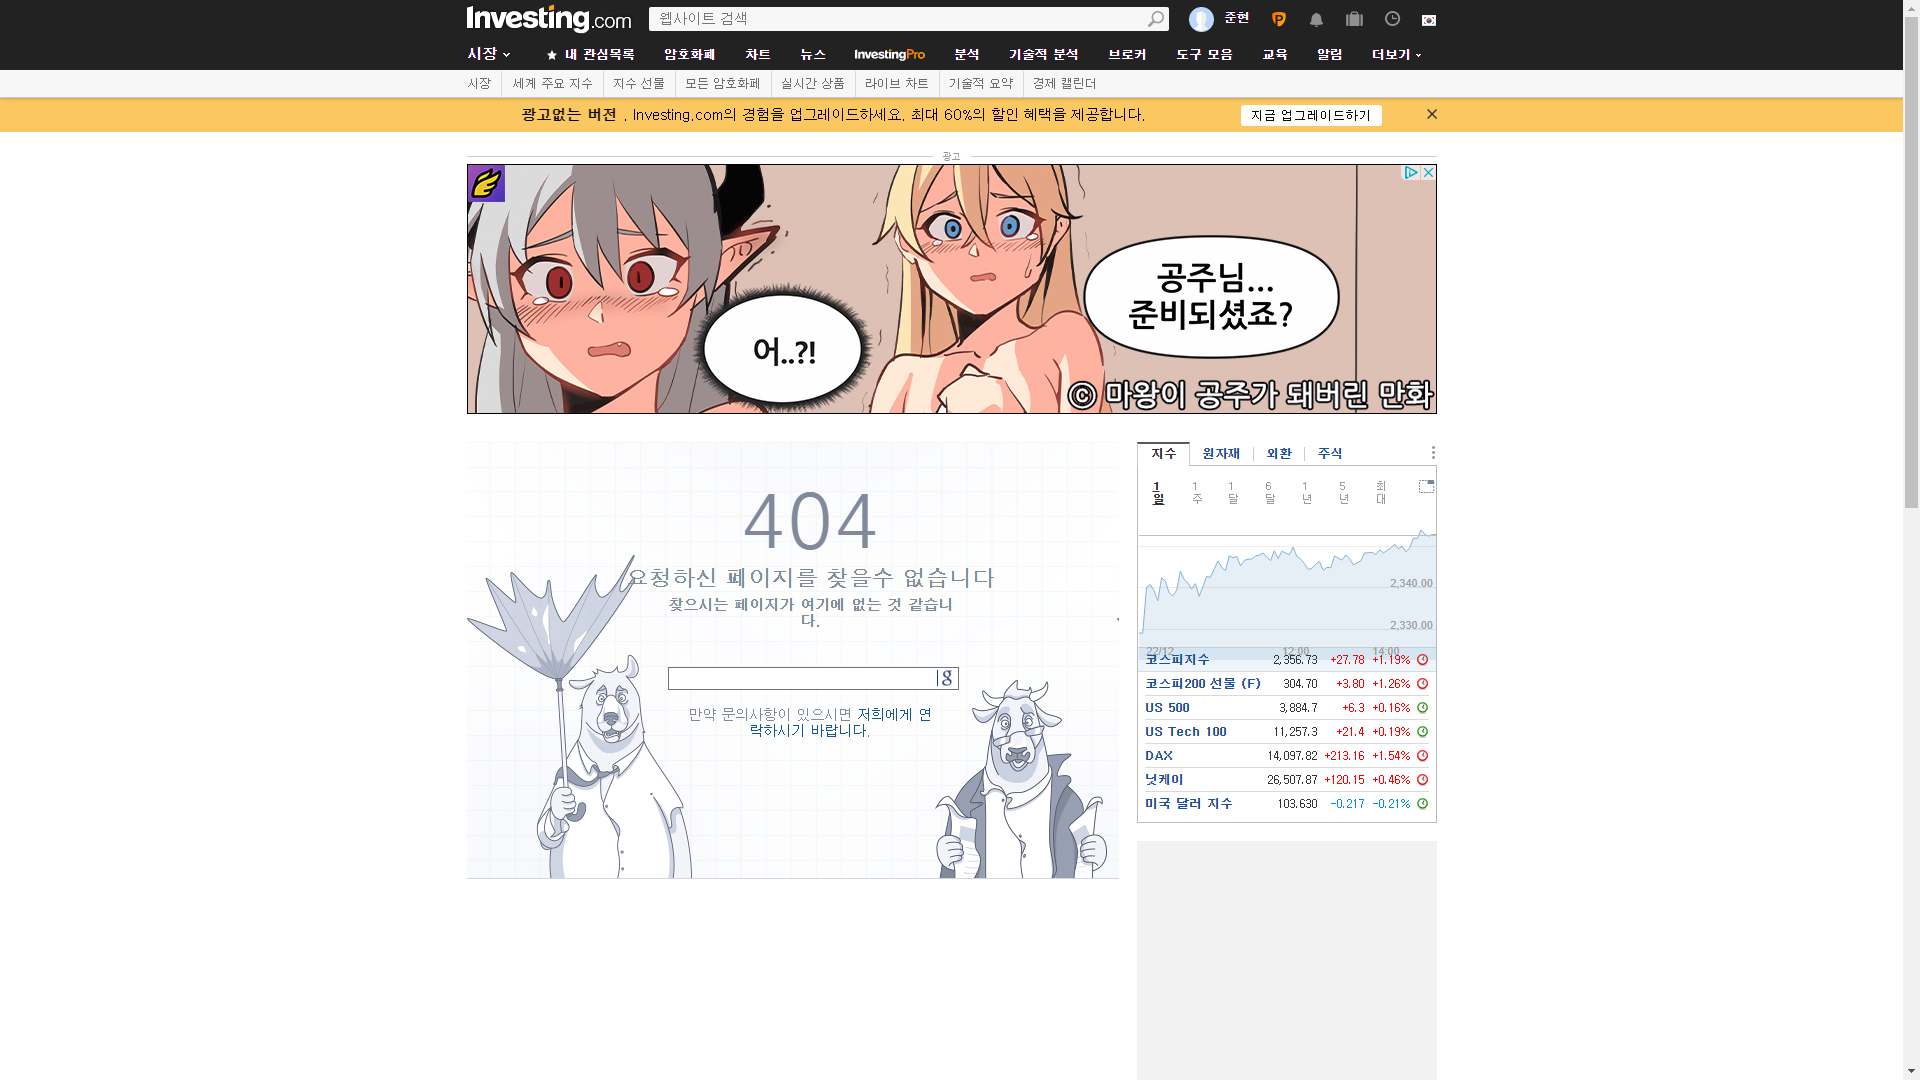 Investing.com
웹사이트 검색
준현
시장
내 관심목록
암호화폐
차트
뉴스
InvestingPro
분석
기술적 분석
브로커
도구 모음
교육
알림
더보기
시장
세계 주요 지수
지수 선물
모든 암호화폐
실시간 상품
라이브 차트
기술적 요약
경제 캘린더
광고없는 버전 . Investing.com의 경험을 업그레이드하세요. 최대 60%의 할인 혜택을 제공합니다.
지금 업그레이드하기
광고
어..?!
공주님...
준비되셨죠?
© 마왕이 공주가 돼버린 만화
404
요청하신 페이지를 찾을수 없습니다
찾으시는 페이지가 여기에 없는 것 같습니
다.
g
만약 문의사항이 있으시면 저희에게 연
락하시기 바랍니다.
지수
원자재
외환
주식
1일
1주
1달
6달
1년
5년
최대
2,340.00
2,330.00
22/12
12:00
14:00
코스피지수 2,356.73 +27.78 +1.19%
코스피200 선물 (F) 304.70 +3.80 +1.26%
US 500 3,884.7 +6.3 +0.16%
US Tech 100 11,257.3 +21.4 +0.19%
DAX 14,097.82 +213.16 +1.54%
닛케이 26,507.87 +120.15 +0.46%
미국 달러 지수 103.630 -0.217 -0.21%